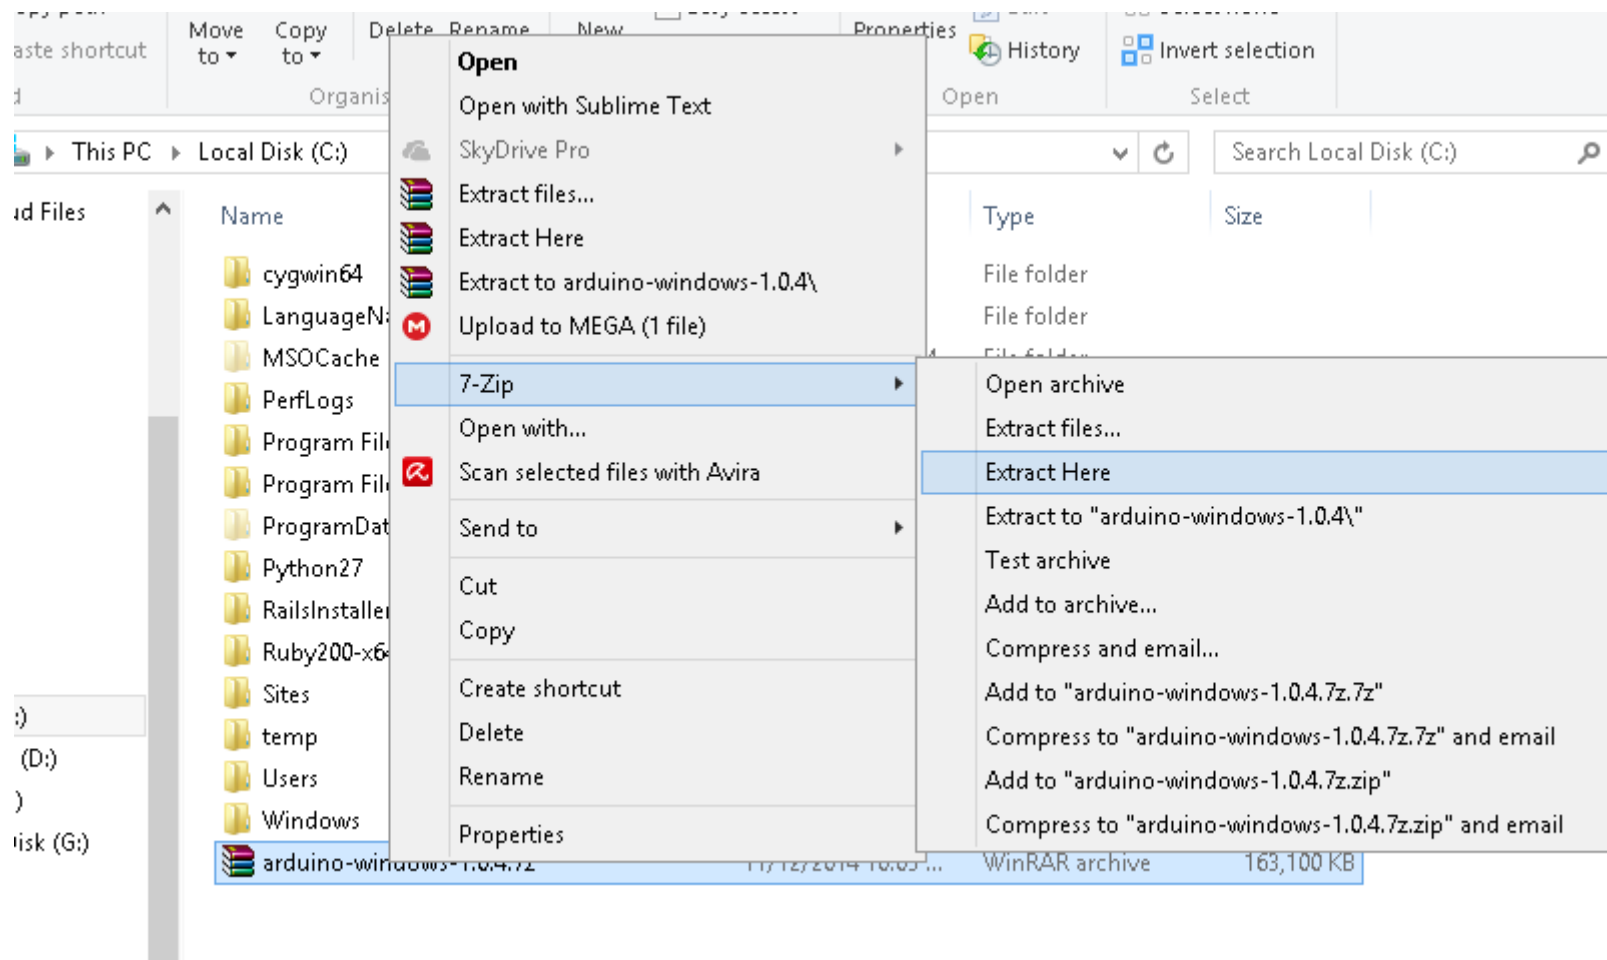 Move to
Copy to
Delete
Rename
New
Properties
History
Invert selection
Open
Select
This PC
Local Disk (C:)
Search Local Disk (C:)
Name
Type
Size
cygwin64
File folder
File folder
MSOCache
PerfLogs
Python27
Sites
temp
Users
Windows
arduino-windows-1.0.4.7z
WinRAR archive
163,100 KB
(D:)
(G:)
Open
Open with Sublime Text
SkyDrive Pro
Extract files...
Extract Here
Extract to arduino-windows-1.0.4\
Upload to MEGA (1 file)
7-Zip
Open with...
Scan selected files with Avira
Send to
Cut
Copy
Create shortcut
Delete
Rename
Properties
Open archive
Extract files...
Extract Here
Extract to "arduino-windows-1.0.4\"
Test archive
Add to archive...
Compress and email...
Add to "arduino-windows-1.0.4.7z.7z"
Compress to "arduino-windows-1.0.4.7z.7z" and email
Add to "arduino-windows-1.0.4.7z.zip"
Compress to "arduino-windows-1.0.4.7z.zip" and email